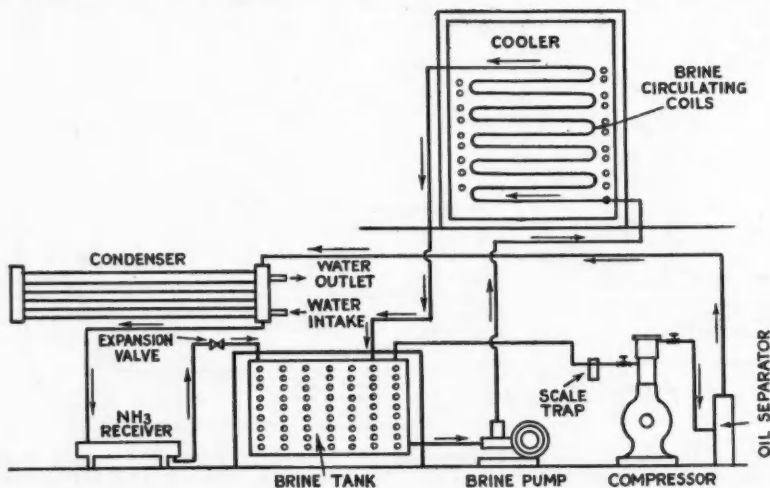 COOLER
BRINE
CIRCULATING
COILS
CONDENSER
WATER
OUTLET
WATER
INTAKE
EXPANSION
VALVE
NH3
RECEIVER
SCALE
TRAP
OIL SEPARATOR
BRINE TANK
BRINE PUMP
COMPRESSOR